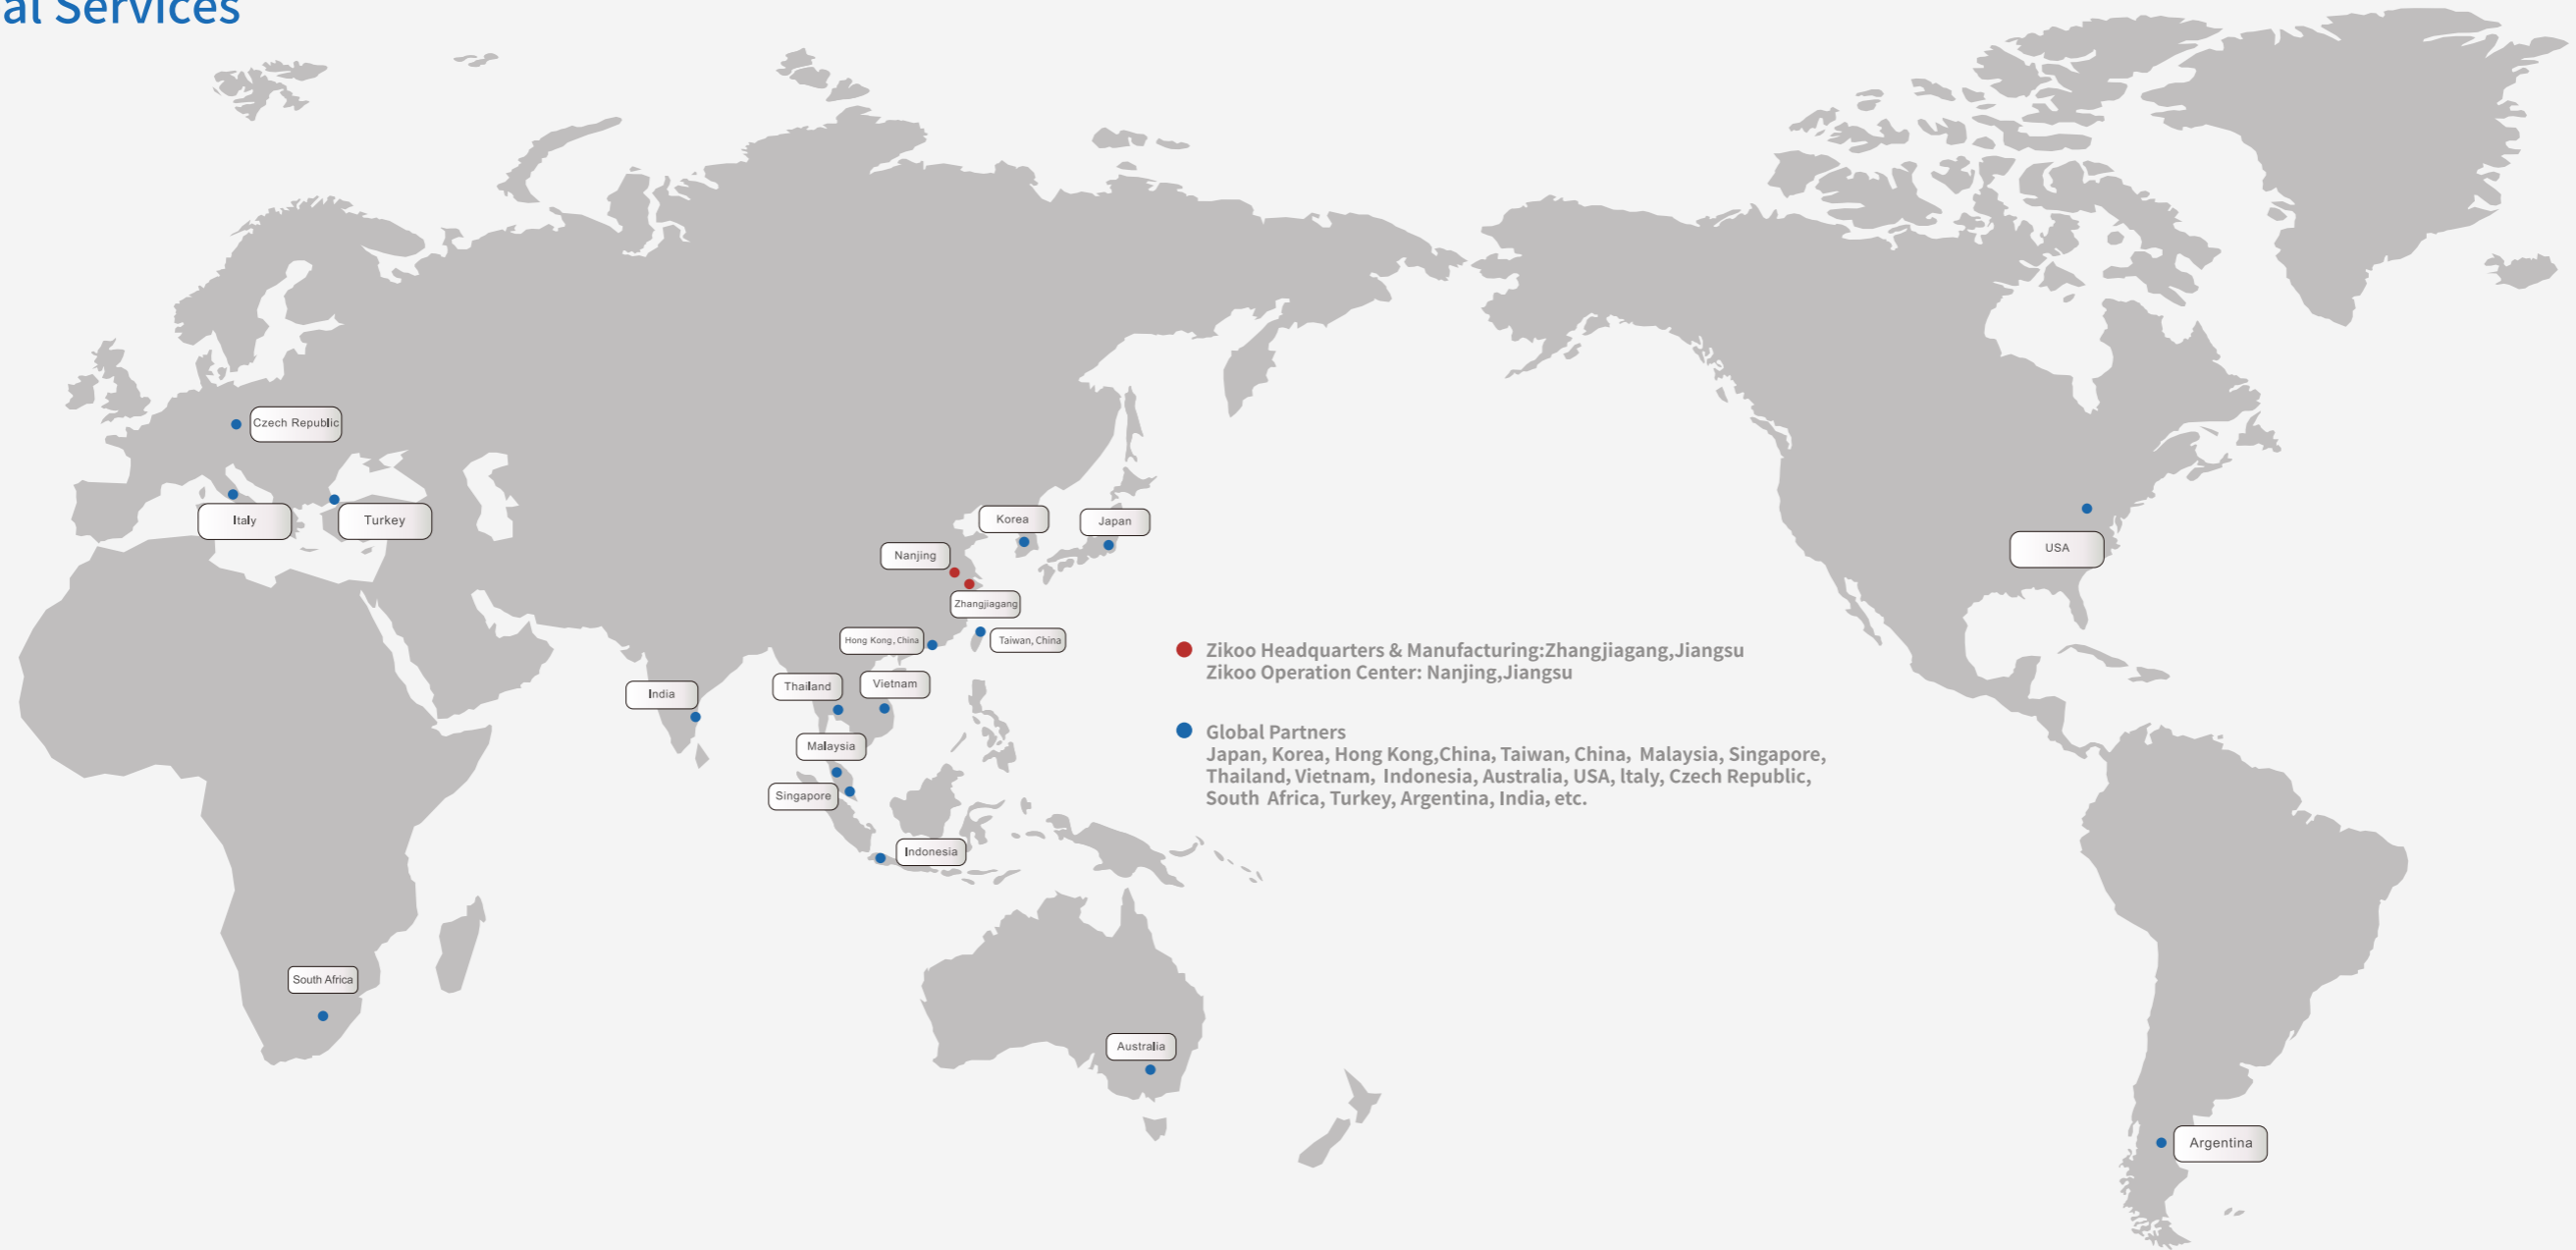 al Services
Czech Republic
Italy
Turkey
Korea
Japan
USA
Nanjing
Zhangjiagang
Hong Kong, China
Taiwan, China
India
Thailand
Vietnam
Malaysia
Singapore
Indonesia
South Africa
Australia
Argentina
Zikoo Headquarters & Manufacturing:Zhangjiagang,Jiangsu
Zikoo Operation Center: Nanjing,Jiangsu
Global Partners
Japan, Korea, Hong Kong,China, Taiwan, China, Malaysia, Singapore,
Thailand, Vietnam, Indonesia, Australia, USA, ltaly, Czech Republic,
South Africa, Turkey, Argentina, India, etc.